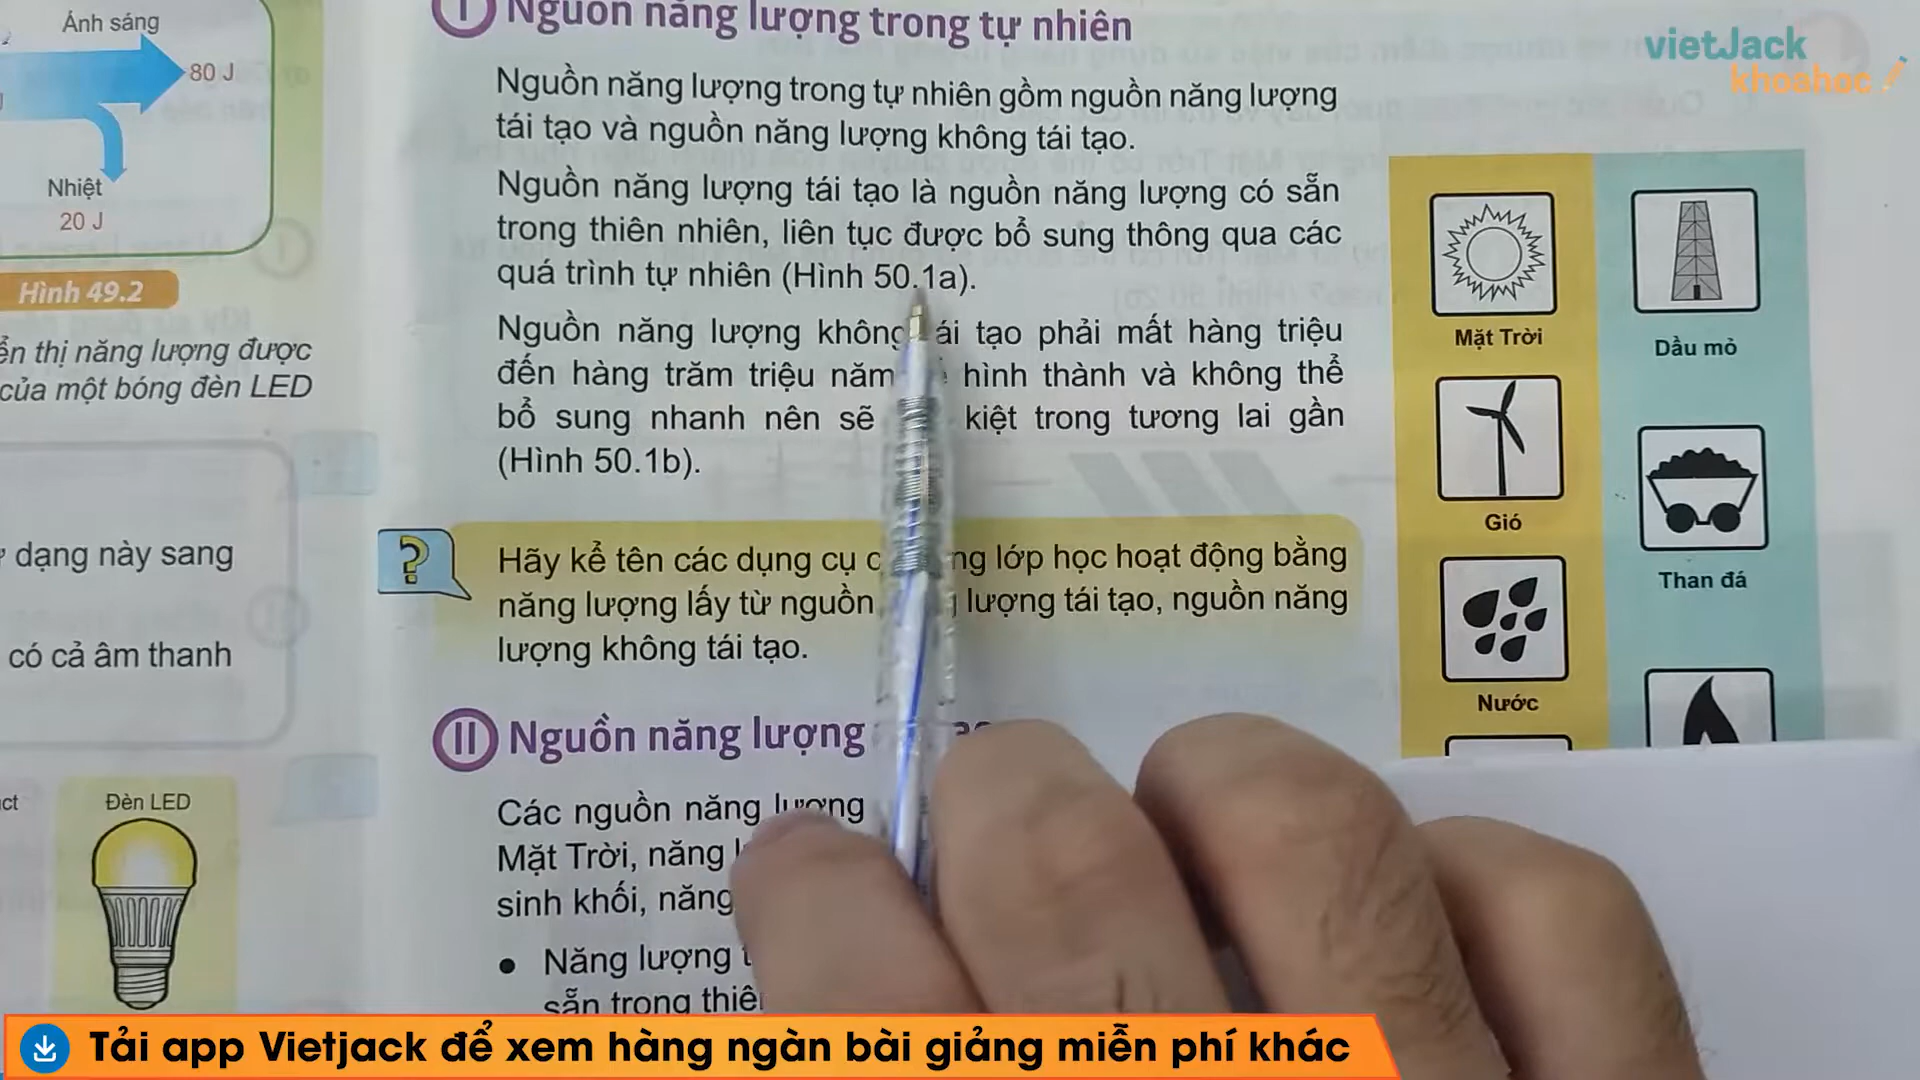 Ánh sáng
80 J
Nhiệt
20 J
Hình 49.2
ển thị năng lượng được
của một bóng đèn LED
dạng này sang
có cả âm thanh
Đèn LED
I Nguồn năng lượng trong tự nhiên
Nguồn năng lượng trong tự nhiên gồm nguồn năng lượng
tái tạo và nguồn năng lượng không tái tạo.
Nguồn năng lượng tái tạo là nguồn năng lượng có sẵn
trong thiên nhiên, liên tục được bổ sung thông qua các
quá trình tự nhiên (Hình 50.1a).
Nguồn năng lượng không ái tạo phải mất hàng triệu
đến hàng trăm triệu năm hình thành và không thể
bổ sung nhanh nên sẽ kiệt trong tương lai gần
(Hình 50.1b).
? Hãy kể tên các dụng cụ c ng lớp học hoạt động bằng
năng lượng lấy từ nguồn lượng tái tạo, nguồn năng
lượng không tái tạo.
II Nguồn năng lượng
Các nguồn năng lượng
Mặt Trời, năng
sinh khối, năng
• Năng lượng
sẵn trong thiê
Mặt Trời
Gió
Nước
Dầu mỏ
Than đá
vietJack
khoahoc
Tải app Vietjack để xem hàng ngàn bài giảng miễn phí khác